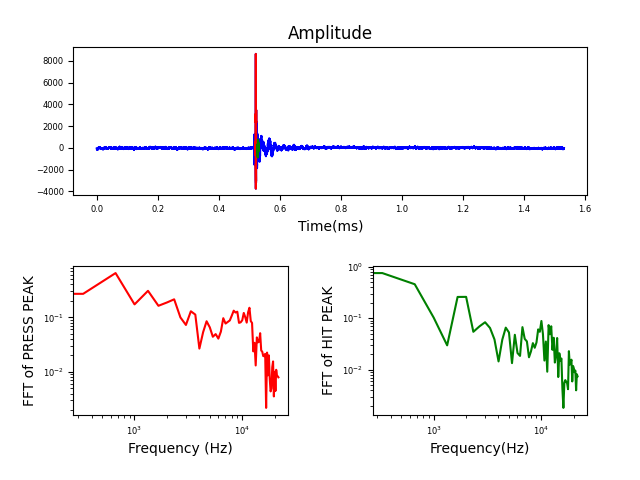 Amplitude
8000
6000
4000
2000
0
−2000
−4000
0.0 0.2 0.4 0.6 0.8 1.0 1.2 1.4 1.6
Time(ms)
FFT of PRESS PEAK
10⁻¹
10⁻²
10³ 10⁴
Frequency (Hz)
FFT of HIT PEAK
10⁰
10⁻¹
10⁻²
10³ 10⁴
Frequency(Hz)